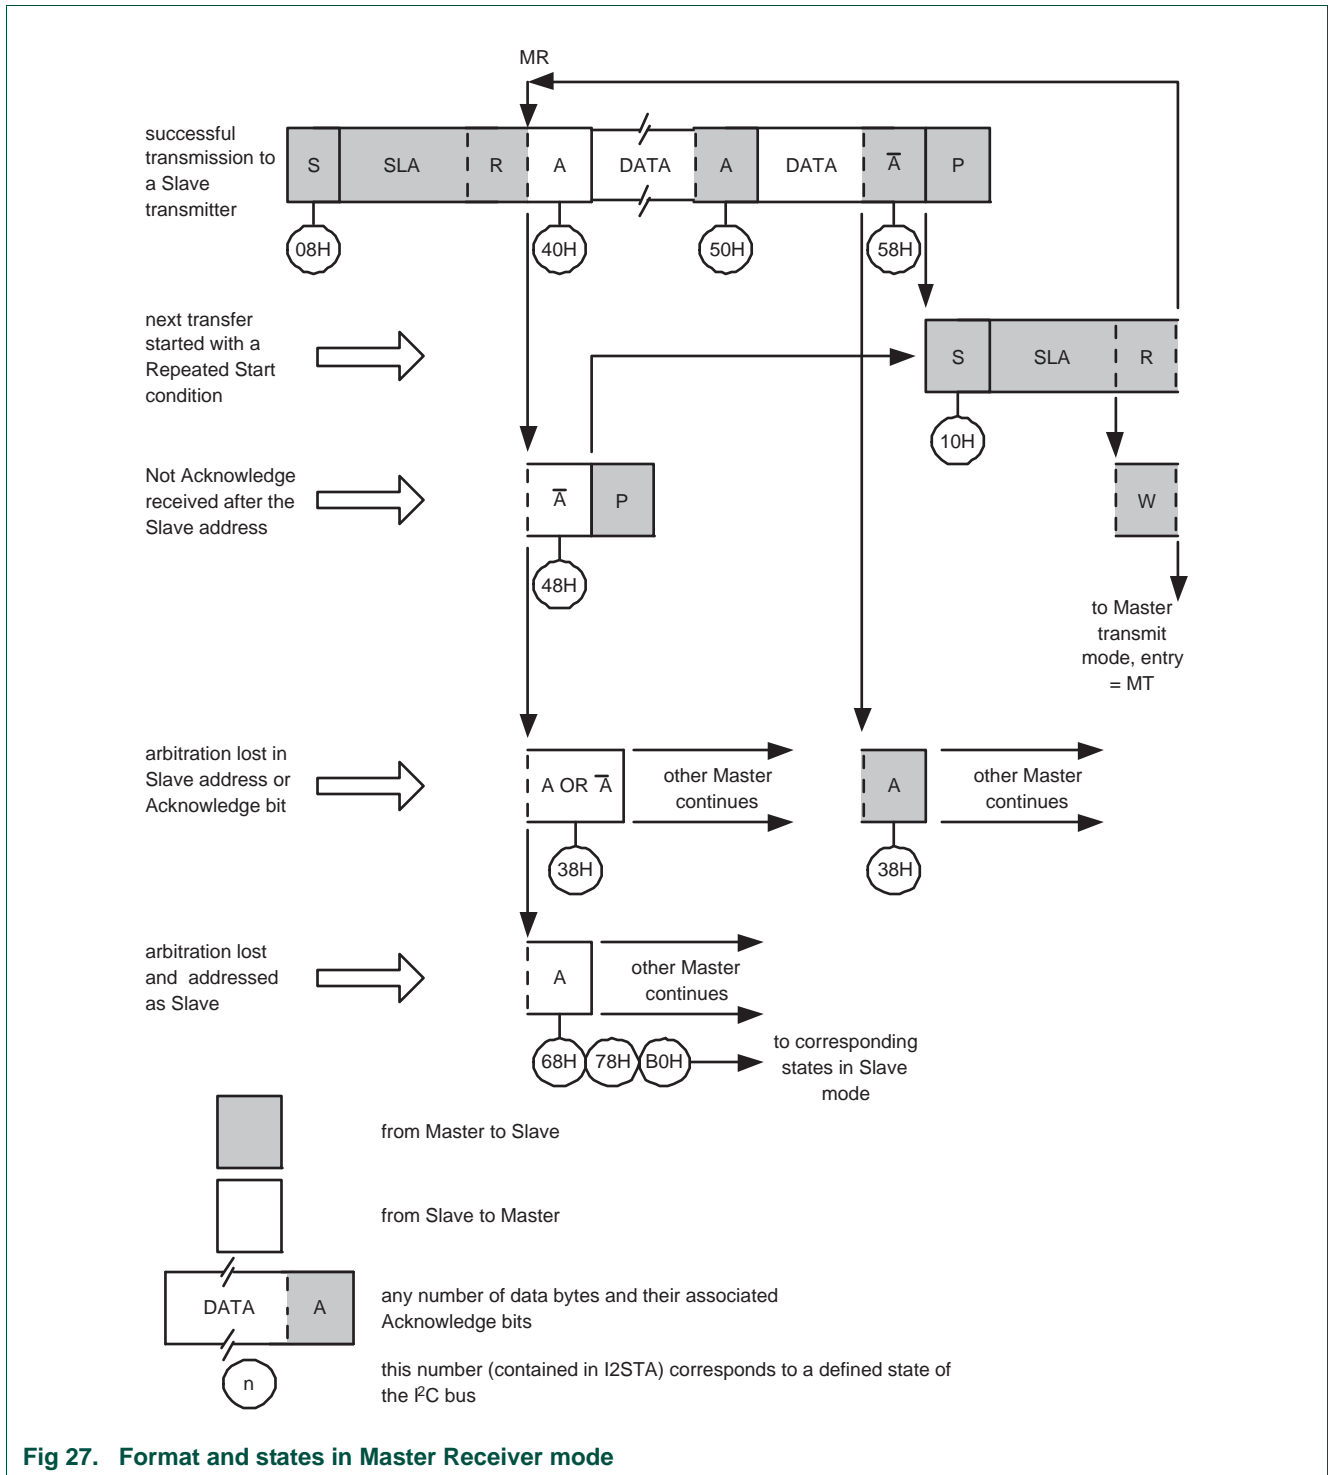 MR
successful
transmission to
a Slave
transmitter
S SLA R A DATA A DATA A̅ P
08H 40H 50H 58H
next transfer
started with a
Repeated Start
condition
S SLA R
10H
Not Acknowledge
received after the
Slave address
A̅ P
W
48H
to Master
transmit
mode, entry
= MT
arbitration lost in
Slave address or
Acknowledge bit
A OR A̅
other Master
continues
A
other Master
continues
38H 38H
arbitration lost
and addressed
as Slave
A
other Master
continues
68H 78H B0H
to corresponding
states in Slave
mode
from Master to Slave
from Slave to Master
DATA A
any number of data bytes and their associated
Acknowledge bits
n
this number (contained in I2STA) corresponds to a defined state of
the I²C bus
Fig 27. Format and states in Master Receiver mode